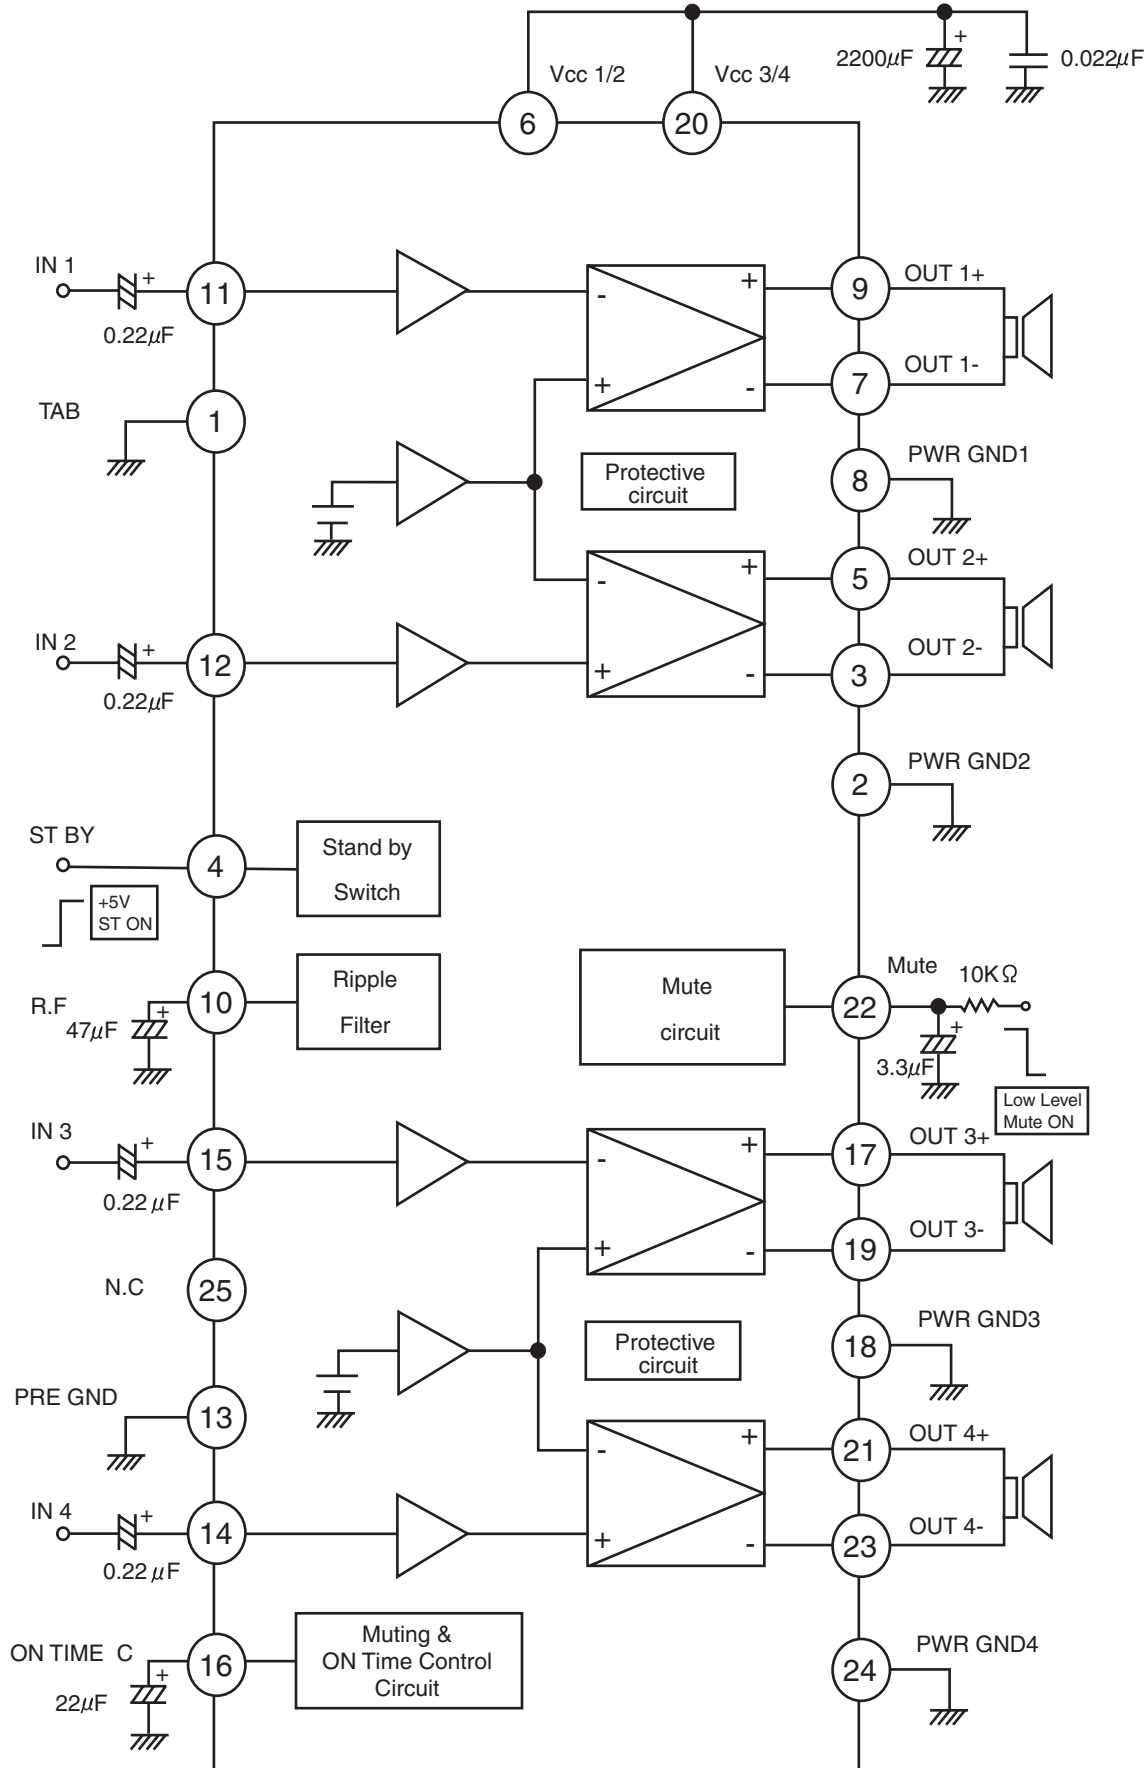 2200μF
+
0.022μF
Vcc 1/2
Vcc 3/4
6
20
IN 1
+
0.22μF
11
-
+
+
-
9
OUT 1+
7
OUT 1-
TAB
1
Protective
circuit
8
PWR GND1
IN 2
+
0.22μF
12
-
+
+
-
5
OUT 2+
3
OUT 2-
2
PWR GND2
ST BY
4
Stand by
Switch
+5V
ST ON
R.F
47μF
+
10
Ripple
Filter
Mute
circuit
22
Mute
10KΩ
+
3.3μF
Low Level
Mute ON
IN 3
+
0.22 μF
15
-
+
+
-
17
OUT 3+
19
OUT 3-
N.C
25
Protective
circuit
18
PWR GND3
PRE GND
13
IN 4
+
0.22 μF
14
-
+
+
-
21
OUT 4+
23
OUT 4-
ON TIME C
+
22μF
16
Muting &
ON Time Control
Circuit
24
PWR GND4